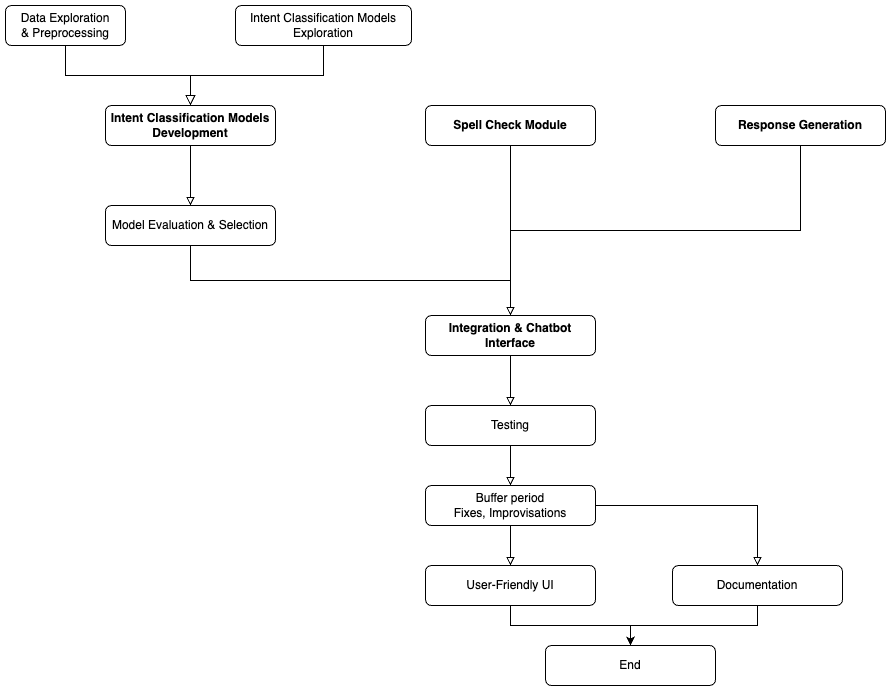 Data Exploration
& Preprocessing
Intent Classification Models
Exploration
Intent Classification Models
Development
Spell Check Module
Response Generation
Model Evaluation & Selection
Integration & Chatbot
Interface
Testing
Buffer period
Fixes, Improvisations
User-Friendly UI
Documentation
End